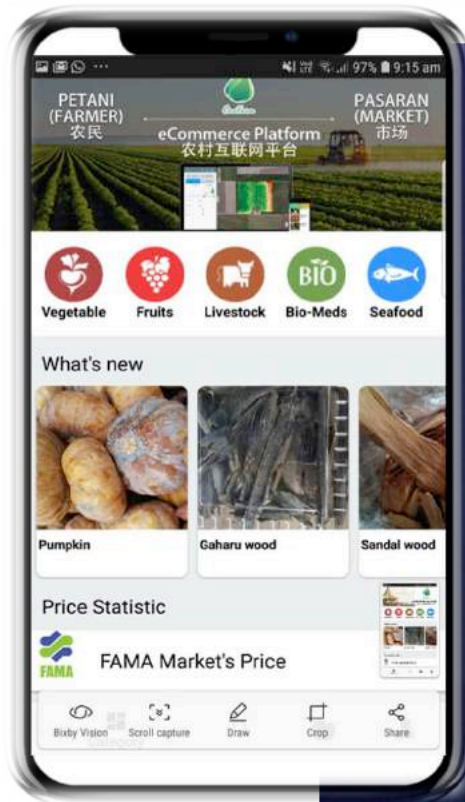 97% 9:15 am
PETANI
(FARMER)
农民
eCommerce Platform
农村互联网平台
PASARAN
(MARKET)
市场
Vegetable
Fruits
Livestock
BIO
Bio-Meds
Seafood
What's new
Pumpkin
Gaharu wood
Sandal wood
Price Statistic
FAMA
FAMA Market's Price
Bixby Vision
Scroll capture
Draw
Crop
Share
Category